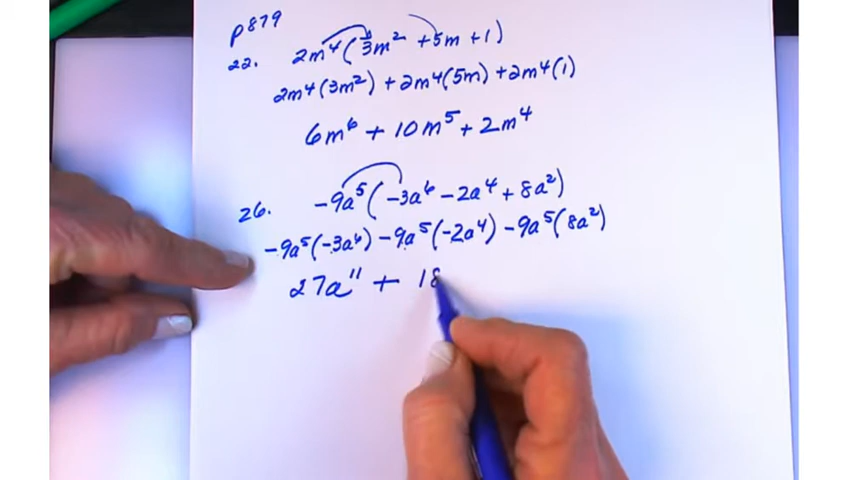 p879
22. 2m⁴(3m² + 5m + 1)
2m⁴(3m²) + 2m⁴(5m) + 2m⁴(1)
6m⁶ + 10m⁵ + 2m⁴
26. -9a⁵(-3a⁶ - 2a⁴ + 8a²)
-9a⁵(-3a⁶) - 9a⁵(-2a⁴) - 9a⁵(8a²)
27a¹¹ + 18